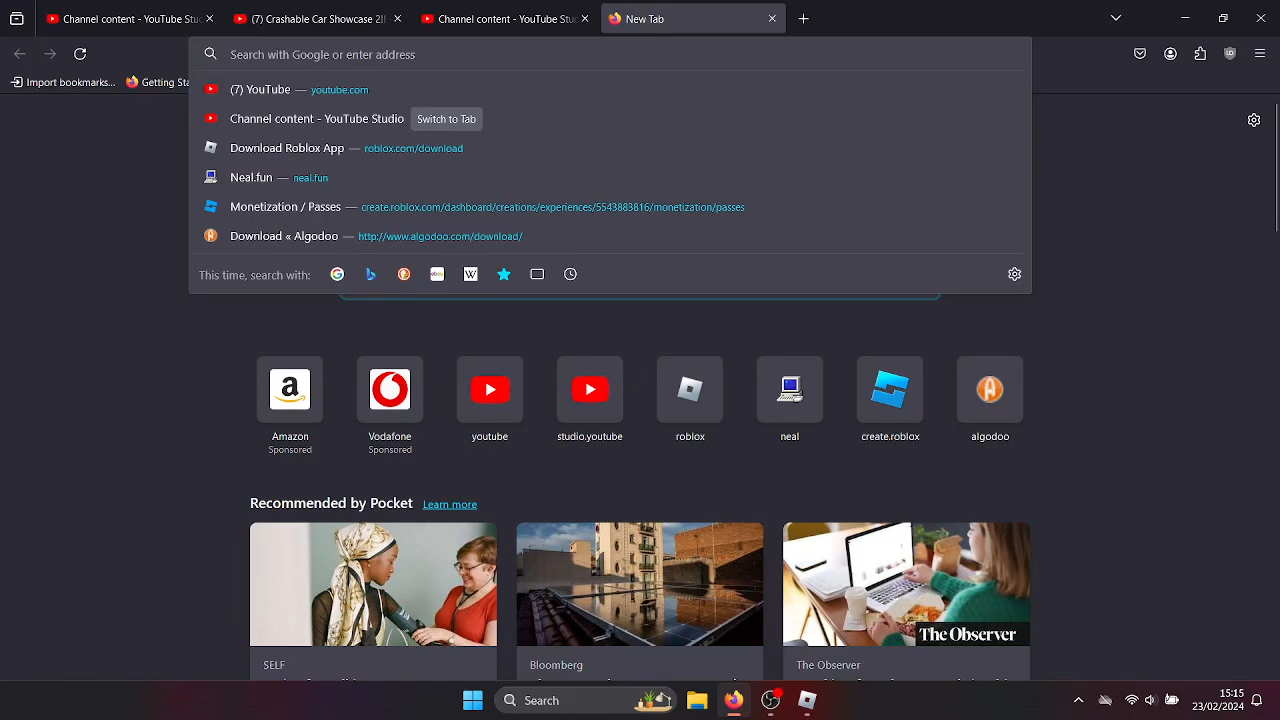 Channel content - YouTube Stud
(7) Crashable Car Showcase 2||
Channel content - YouTube Stud
New Tab
Search with Google or enter address
Import bookmarks...
Getting Sta
(7) YouTube — youtube.com
Channel content - YouTube Studio Switch to Tab
Download Roblox App — roblox.com/download
Neal.fun — neal.fun
Monetization / Passes — create.roblox.com/dashboard/creations/experiences/5543883816/monetization/passes
Download « Algodoo — http://www.algodoo.com/download/
This time, search with:
ebay
W
a
Amazon
Sponsored
Vodafone
Sponsored
youtube
studio.youtube
roblox
neal
create.roblox
algodoo
Recommended by Pocket Learn more
The Observer
SELF
Bloomberg
The Observer
Search
15:15
23/02/2024